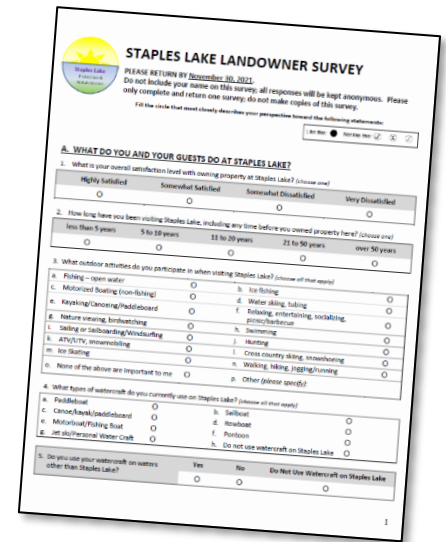 Staples Lake
STAPLES LAKE LANDOWNER SURVEY
PLEASE RETURN BY November 30, 2021.
Do not include your name on this survey, all responses will be kept anonymous. Please
only complete and return one survey; do not make copies of this survey.
Fill the circle that most closely describes your perspective toward the following statements:
Like this: Not like this:
A. WHAT DO YOU AND YOUR GUESTS DO AT STAPLES LAKE?
1. What is your overall satisfaction level with owning property at Staples Lake? (choose one)
Highly Satisfied Somewhat Satisfied Somewhat Dissatisfied Very Dissatisfied
2. How long have you been visiting Staples Lake, including any time before you owned property here? (choose one)
less than 5 years 5 to 10 years 11 to 20 years 21 to 50 years over 50 years
3. What outdoor activities do you participate in when visiting Staples Lake? (choose all that apply)
a. Fishing – open water b. Ice fishing
c. Motorized Boating (non-fishing) d. Water skiing, tubing
e. Kayaking/Canoeing/Paddleboard f. Relaxing, entertaining, socializing,
picnic/barbecue
g. Nature viewing, birdwatching h. Swimming
i. Sailing or Sailboarding/Windsurfing j. Hunting
k. ATV/UTV, snowmobiling l. Cross country skiing, snowshoeing
m. Ice Skating n. Walking, hiking, jogging/running
o. None of the above are important to me p. Other (please specify)
4. What types of watercraft do you currently use on Staples Lake? (choose all that apply)
a. Paddleboat b. Sailboat
c. Canoe/kayak/paddleboard d. Rowboat
e. Motorboat/Fishing Boat f. Pontoon
g. Jet ski/Personal Water Craft h. Do not use watercraft on Staples Lake
5. Do you use your watercraft on waters Yes No Do Not Use Watercraft on Staples Lake
other than Staples Lake?
1